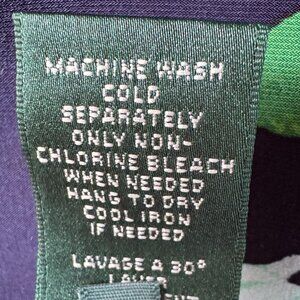 MACHINE WASH
COLD
SEPARATELY
ONLY NON-
CHLORINE BLEACH
WHEN NEEDED
HANG TO DRY
COOL IRON
IF NEEDED
LAVAGE A 30°
LAVER